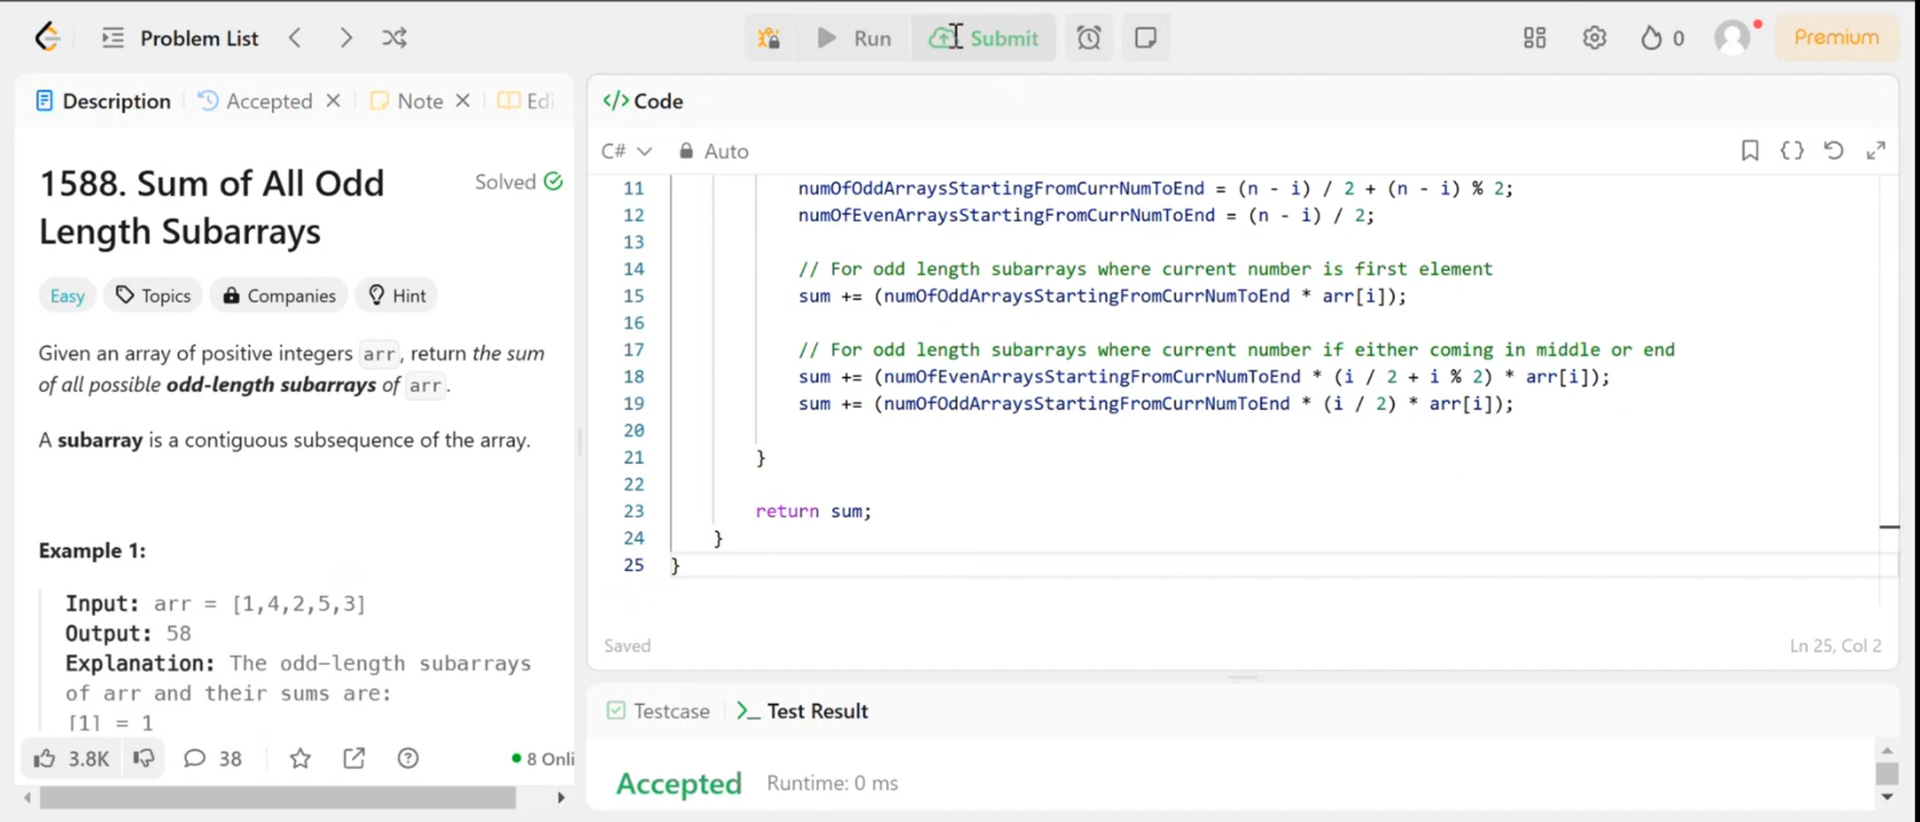 Problem List
Run
Submit
0
Premium
Description
Accepted
Note
Edi
1588. Sum of All Odd
Length Subarrays
Solved
Easy
Topics
Companies
Hint
Given an array of positive integers arr, return the sum
of all possible odd-length subarrays of arr.
A subarray is a contiguous subsequence of the array.
Example 1:
Input: arr = [1,4,2,5,3]
Output: 58
Explanation: The odd-length subarrays
of arr and their sums are:
[1] = 1
3.8K
38
8 Onli
</> Code
C#
Auto
11 numOfOddArraysStartingFromCurrNumToEnd = (n - i) / 2 + (n - i) % 2;
12 numOfEvenArraysStartingFromCurrNumToEnd = (n - i) / 2;
13
14 // For odd length subarrays where current number is first element
15 sum += (numOfOddArraysStartingFromCurrNumToEnd * arr[i]);
16
17 // For odd length subarrays where current number if either coming in middle or end
18 sum += (numOfEvenArraysStartingFromCurrNumToEnd * (i / 2 + i % 2) * arr[i]);
19 sum += (numOfOddArraysStartingFromCurrNumToEnd * (i / 2) * arr[i]);
20
21 }
22
23 return sum;
24 }
25 }
Saved
Ln 25, Col 2
Testcase
Test Result
Accepted
Runtime: 0 ms